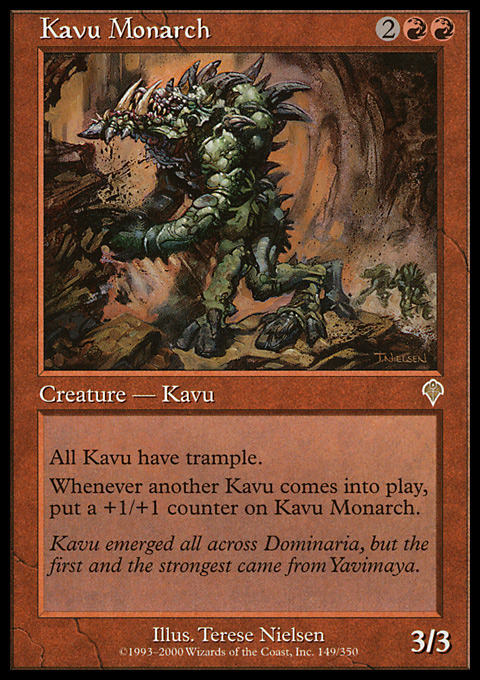 Kavu Monarch 2
T. NIELSEN
Creature — Kavu
All Kavu have trample.
Whenever another Kavu comes into play,
put a +1/+1 counter on Kavu Monarch.
Kavu emerged all across Dominaria, but the
first and the strongest came from Yavimaya.
Illus. Terese Nielsen
3/3
©1993–2000 Wizards of the Coast, Inc. 149/350